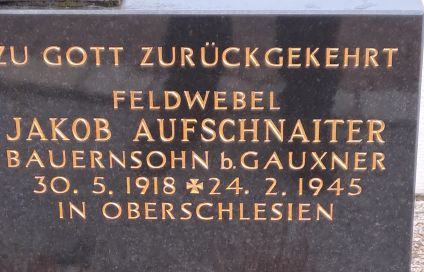 ZU GOTT ZURÜCKGEKEHRT
FELDWEBEL
JAKOB AUFSCHNAITER
BAUERNSOHN b. GAUXNER
30. 5. 1918 ✠ 24. 2. 1945
IN OBERSCHLESIEN